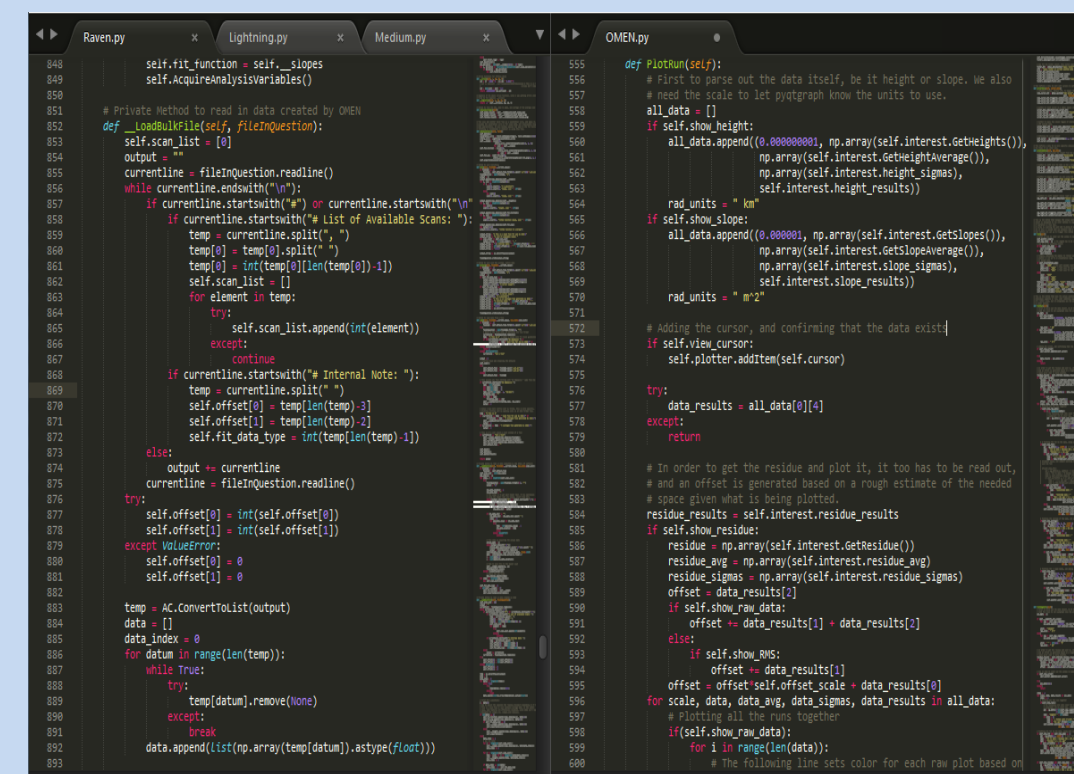 Raven.py × Lightning.py × Medium.py ×
848 self.fit_function = self.__slopes
849 self.AcquireAnalysisVariables()
850
851 # Private Method to read in data created by OMEN
852 def __LoadBulkFile(self, fileInQuestion):
853 self.scan_list = [0]
854 output = ""
855 currentline = fileInQuestion.readline()
856 while currentline.endswith("\n"):
857 if currentline.startswith("#") or currentline.startswith("\n"
858 if currentline.startswith("# List of Available Scans: "):
859 temp = currentline.split(", ")
860 temp[0] = temp[0].split(" ")
861 temp[0] = int(temp[0][len(temp[0])-1])
862 self.scan_list = []
863 for element in temp:
864 try:
865 self.scan_list.append(int(element))
866 except:
867 continue
868 if currentline.startswith("# Internal Note: "):
869 temp = currentline.split(" ")
870 self.offset[0] = temp[len(temp)-3]
871 self.offset[1] = temp[len(temp)-2]
872 self.fit_data_type = int(temp[len(temp)-1])
873 else:
874 output += currentline
875 currentline = fileInQuestion.readline()
876 try:
877 self.offset[0] = int(self.offset[0])
878 self.offset[1] = int(self.offset[1])
879 except ValueError:
880 self.offset[0] = 0
881 self.offset[1] = 0
882
883 temp = AC.ConvertToList(output)
884 data = []
885 data_index = 0
886 for datum in range(len(temp)):
887 while True:
888 try:
889 temp[datum].remove(None)
890 except:
891 break
892 data.append(list(np.array(temp[datum]).astype(float)))
893
OMEN.py
555 def PlotRun(self):
556 # First to parse out the data itself, be it height or slope. We also
557 # need the scale to let pyqtgraph know the units to use.
558 all_data = []
559 if self.show_height:
560 all_data.append((0.000000001, np.array(self.interest.GetHeights()),
561 np.array(self.interest.GetHeightAverage()),
562 np.array(self.interest.height_sigmas),
563 self.interest.height_results))
564 rad_units = " km"
565 if self.show_slope:
566 all_data.append((0.000001, np.array(self.interest.GetSlopes()),
567 np.array(self.interest.GetSlopeAverage()),
568 np.array(self.interest.slope_sigmas),
569 self.interest.slope_results))
570 rad_units = " m^2"
571
572 # Adding the cursor, and confirming that the data exists
573 if self.view_cursor:
574 self.plotter.addItem(self.cursor)
575
576 try:
577 data_results = all_data[0][4]
578 except:
579 return
580
581 # In order to get the residue and plot it, it too has to be read out,
582 # and an offset is generated based on a rough estimate of the needed
583 # space given what is being plotted.
584 residue_results = self.interest.residue_results
585 if self.show_residue:
586 residue = np.array(self.interest.GetResidue())
587 residue_avg = np.array(self.interest.residue_avg)
588 residue_sigmas = np.array(self.interest.residue_sigmas)
589 offset = data_results[2]
590 if self.show_raw_data:
591 offset += data_results[1] + data_results[2]
592 else:
593 if self.show_RMS:
594 offset += data_results[1]
595 offset = offset*self.offset_scale + data_results[0]
596 for scale, data, data_avg, data_sigmas, data_results in all_data:
597 # Plotting all the runs together
598 if(self.show_raw_data):
599 for i in range(len(data)):
600 # The following line sets color for each raw plot based on